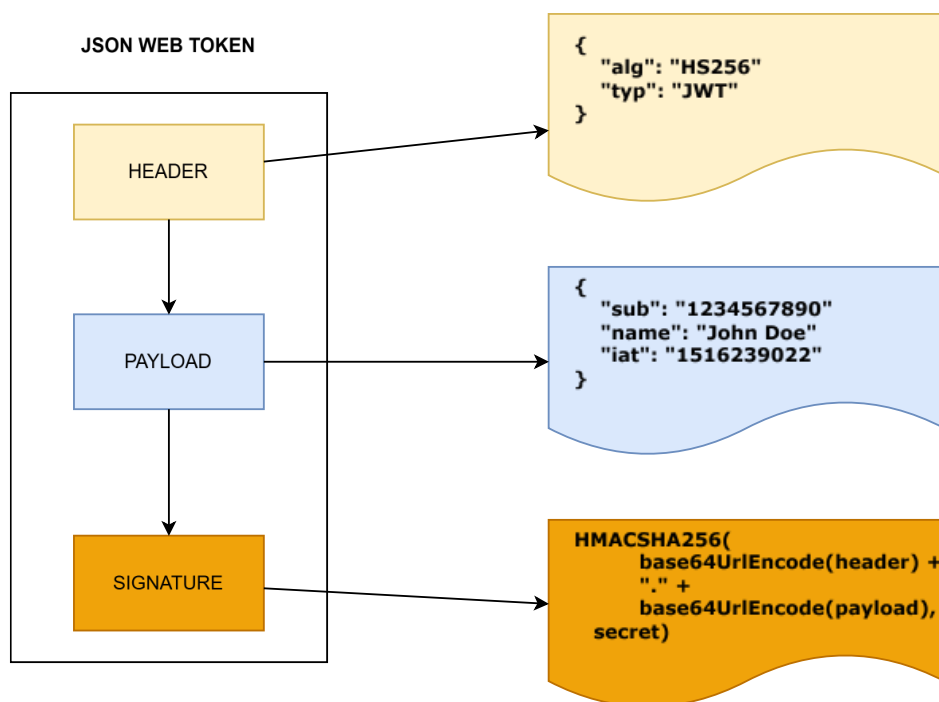 JSON WEB TOKEN
HEADER
PAYLOAD
SIGNATURE
{
"alg": "HS256"
"typ": "JWT"
}
{
"sub": "1234567890"
"name": "John Doe"
"iat": "1516239022"
}
HMACSHA256(
base64UrlEncode(header) +
"." +
base64UrlEncode(payload),
secret)